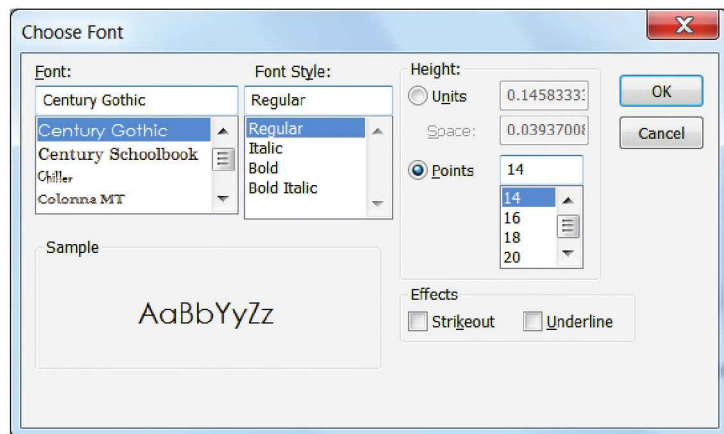 Choose Font
Font:
Century Gothic
Century Gothic
Century Schoolbook
Chiller
Colonna MT
Font Style:
Regular
Regular
Italic
Bold
Bold Italic
Height:
Units 0.14583333
Space: 0.03937008
Points 14
14
16
18
20
OK
Cancel
Sample
AaBbYyZz
Effects
Strikeout Underline